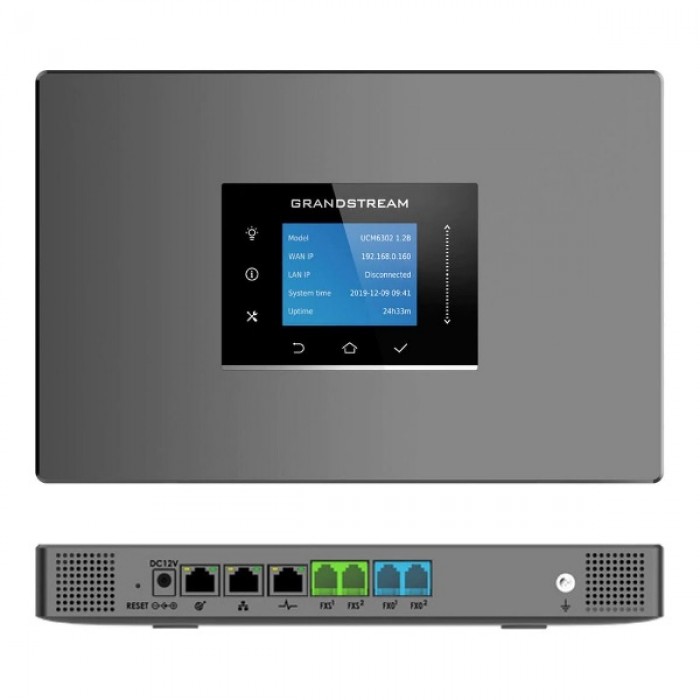 GRANDSTREAM
Model UCM6302 1.2B
WAN IP 192.168.0.160
LAN IP Disconnected
System time 2019-12-09 09:41
Uptime 24h33m
DC12V
RESET FXS¹ FXS² FXO¹ FXO²